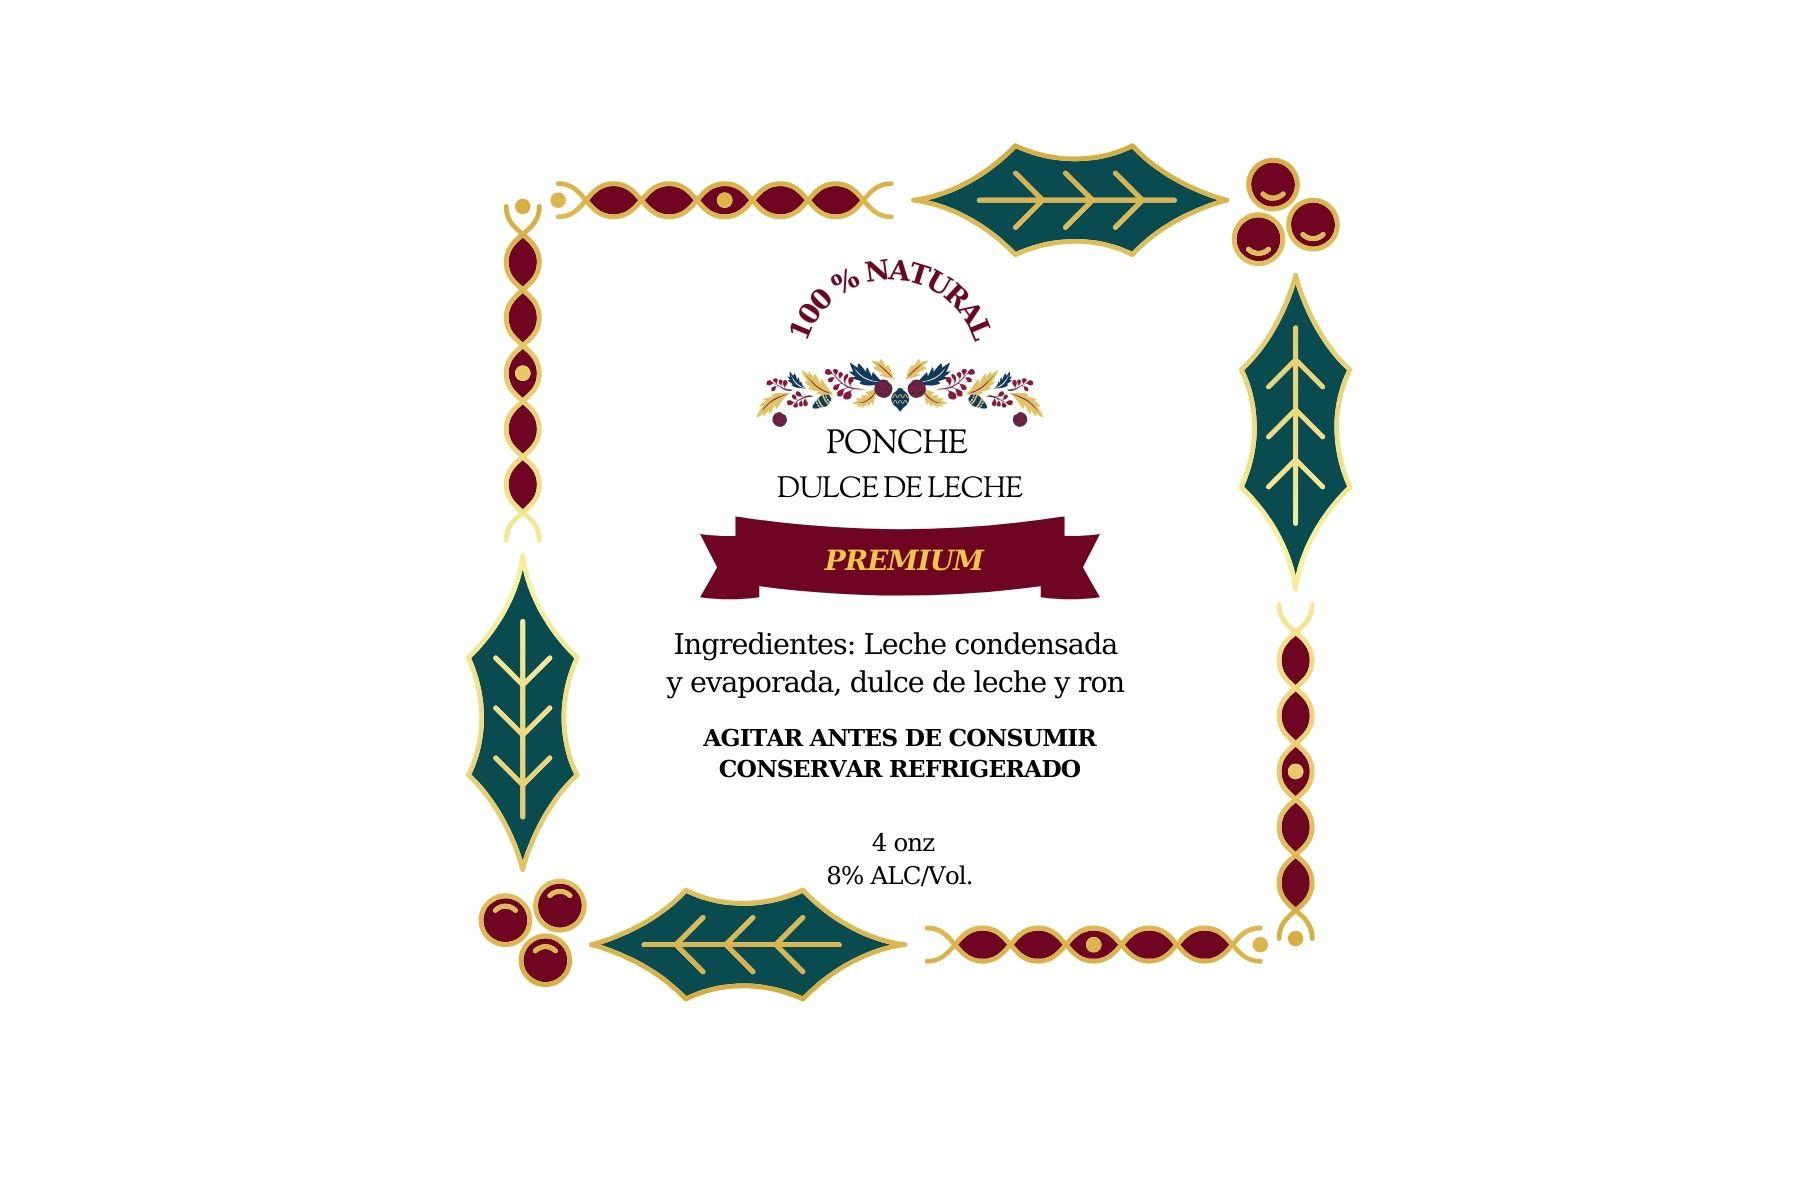 100 % NATURAL
PONCHE
DULCE DE LECHE
PREMIUM
Ingredientes: Leche condensada
y evaporada, dulce de leche y ron
AGITAR ANTES DE CONSUMIR
CONSERVAR REFRIGERADO
4 onz
8% ALC/Vol.